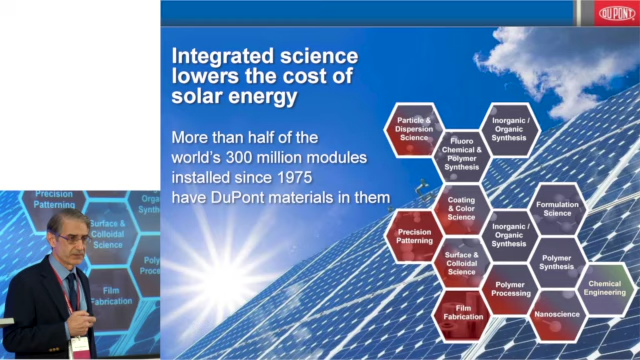 DUPONT
Integrated science
lowers the cost of
solar energy
More than half of the
world's 300 million modules
installed since 1975
have DuPont materials in them
Particle &
Dispersion
Science
Inorganic /
Organic
Synthesis
Fluoro
Chemical &
Polymer
Synthesis
Coating
& Color
Science
Formulation
Science
Precision
Patterning
Inorganic /
Organic
Synthesis
Surface &
Colloidal
Science
Polymer
Synthesis
Polymer
Processing
Chemical
Engineering
Film
Fabrication
Nanoscience
Precision
Patterning
Surface &
Colloidal
Science
Film
Fabrication